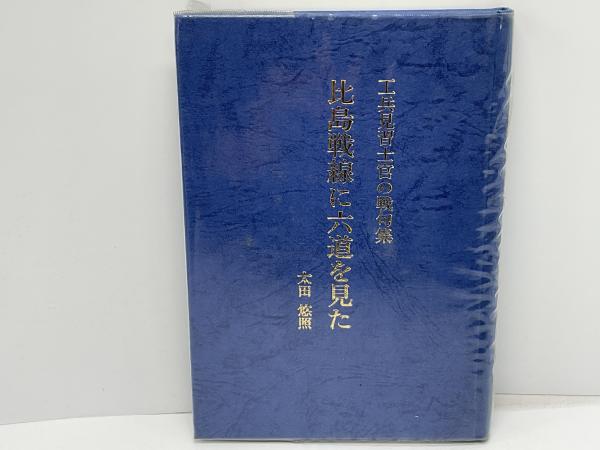 工兵見習士官の戦句集
比島戦線に六道を見た
太田 悠照